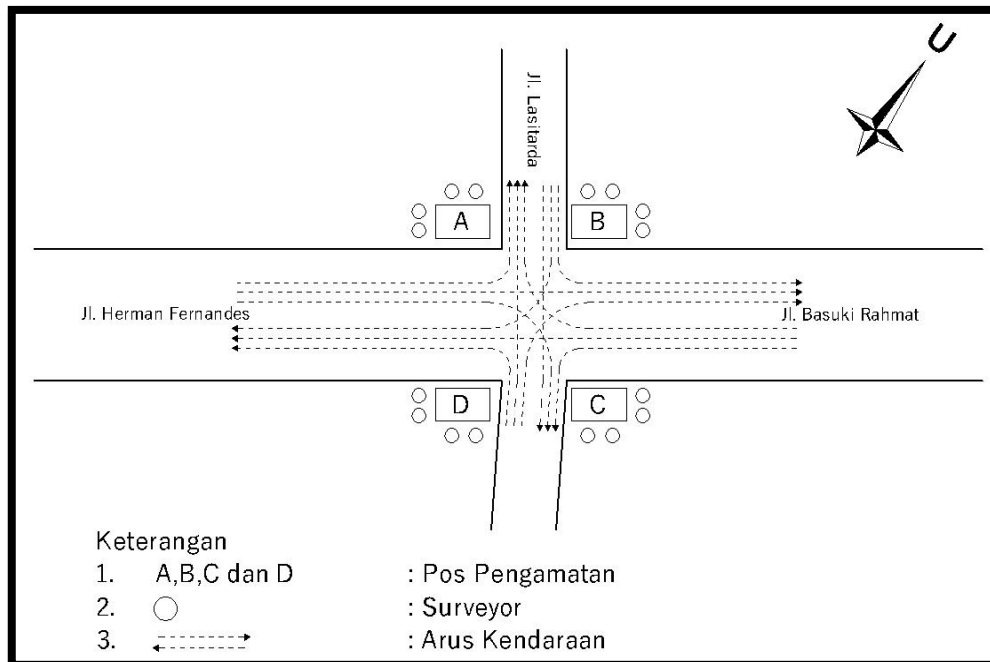 U
Jl. Lasitarda
A
B
Jl. Herman Fernandes
Jl. Basuki Rahmat
D
C
Keterangan
1. A,B,C dan D : Pos Pengamatan
2. : Surveyor
3. : Arus Kendaraan